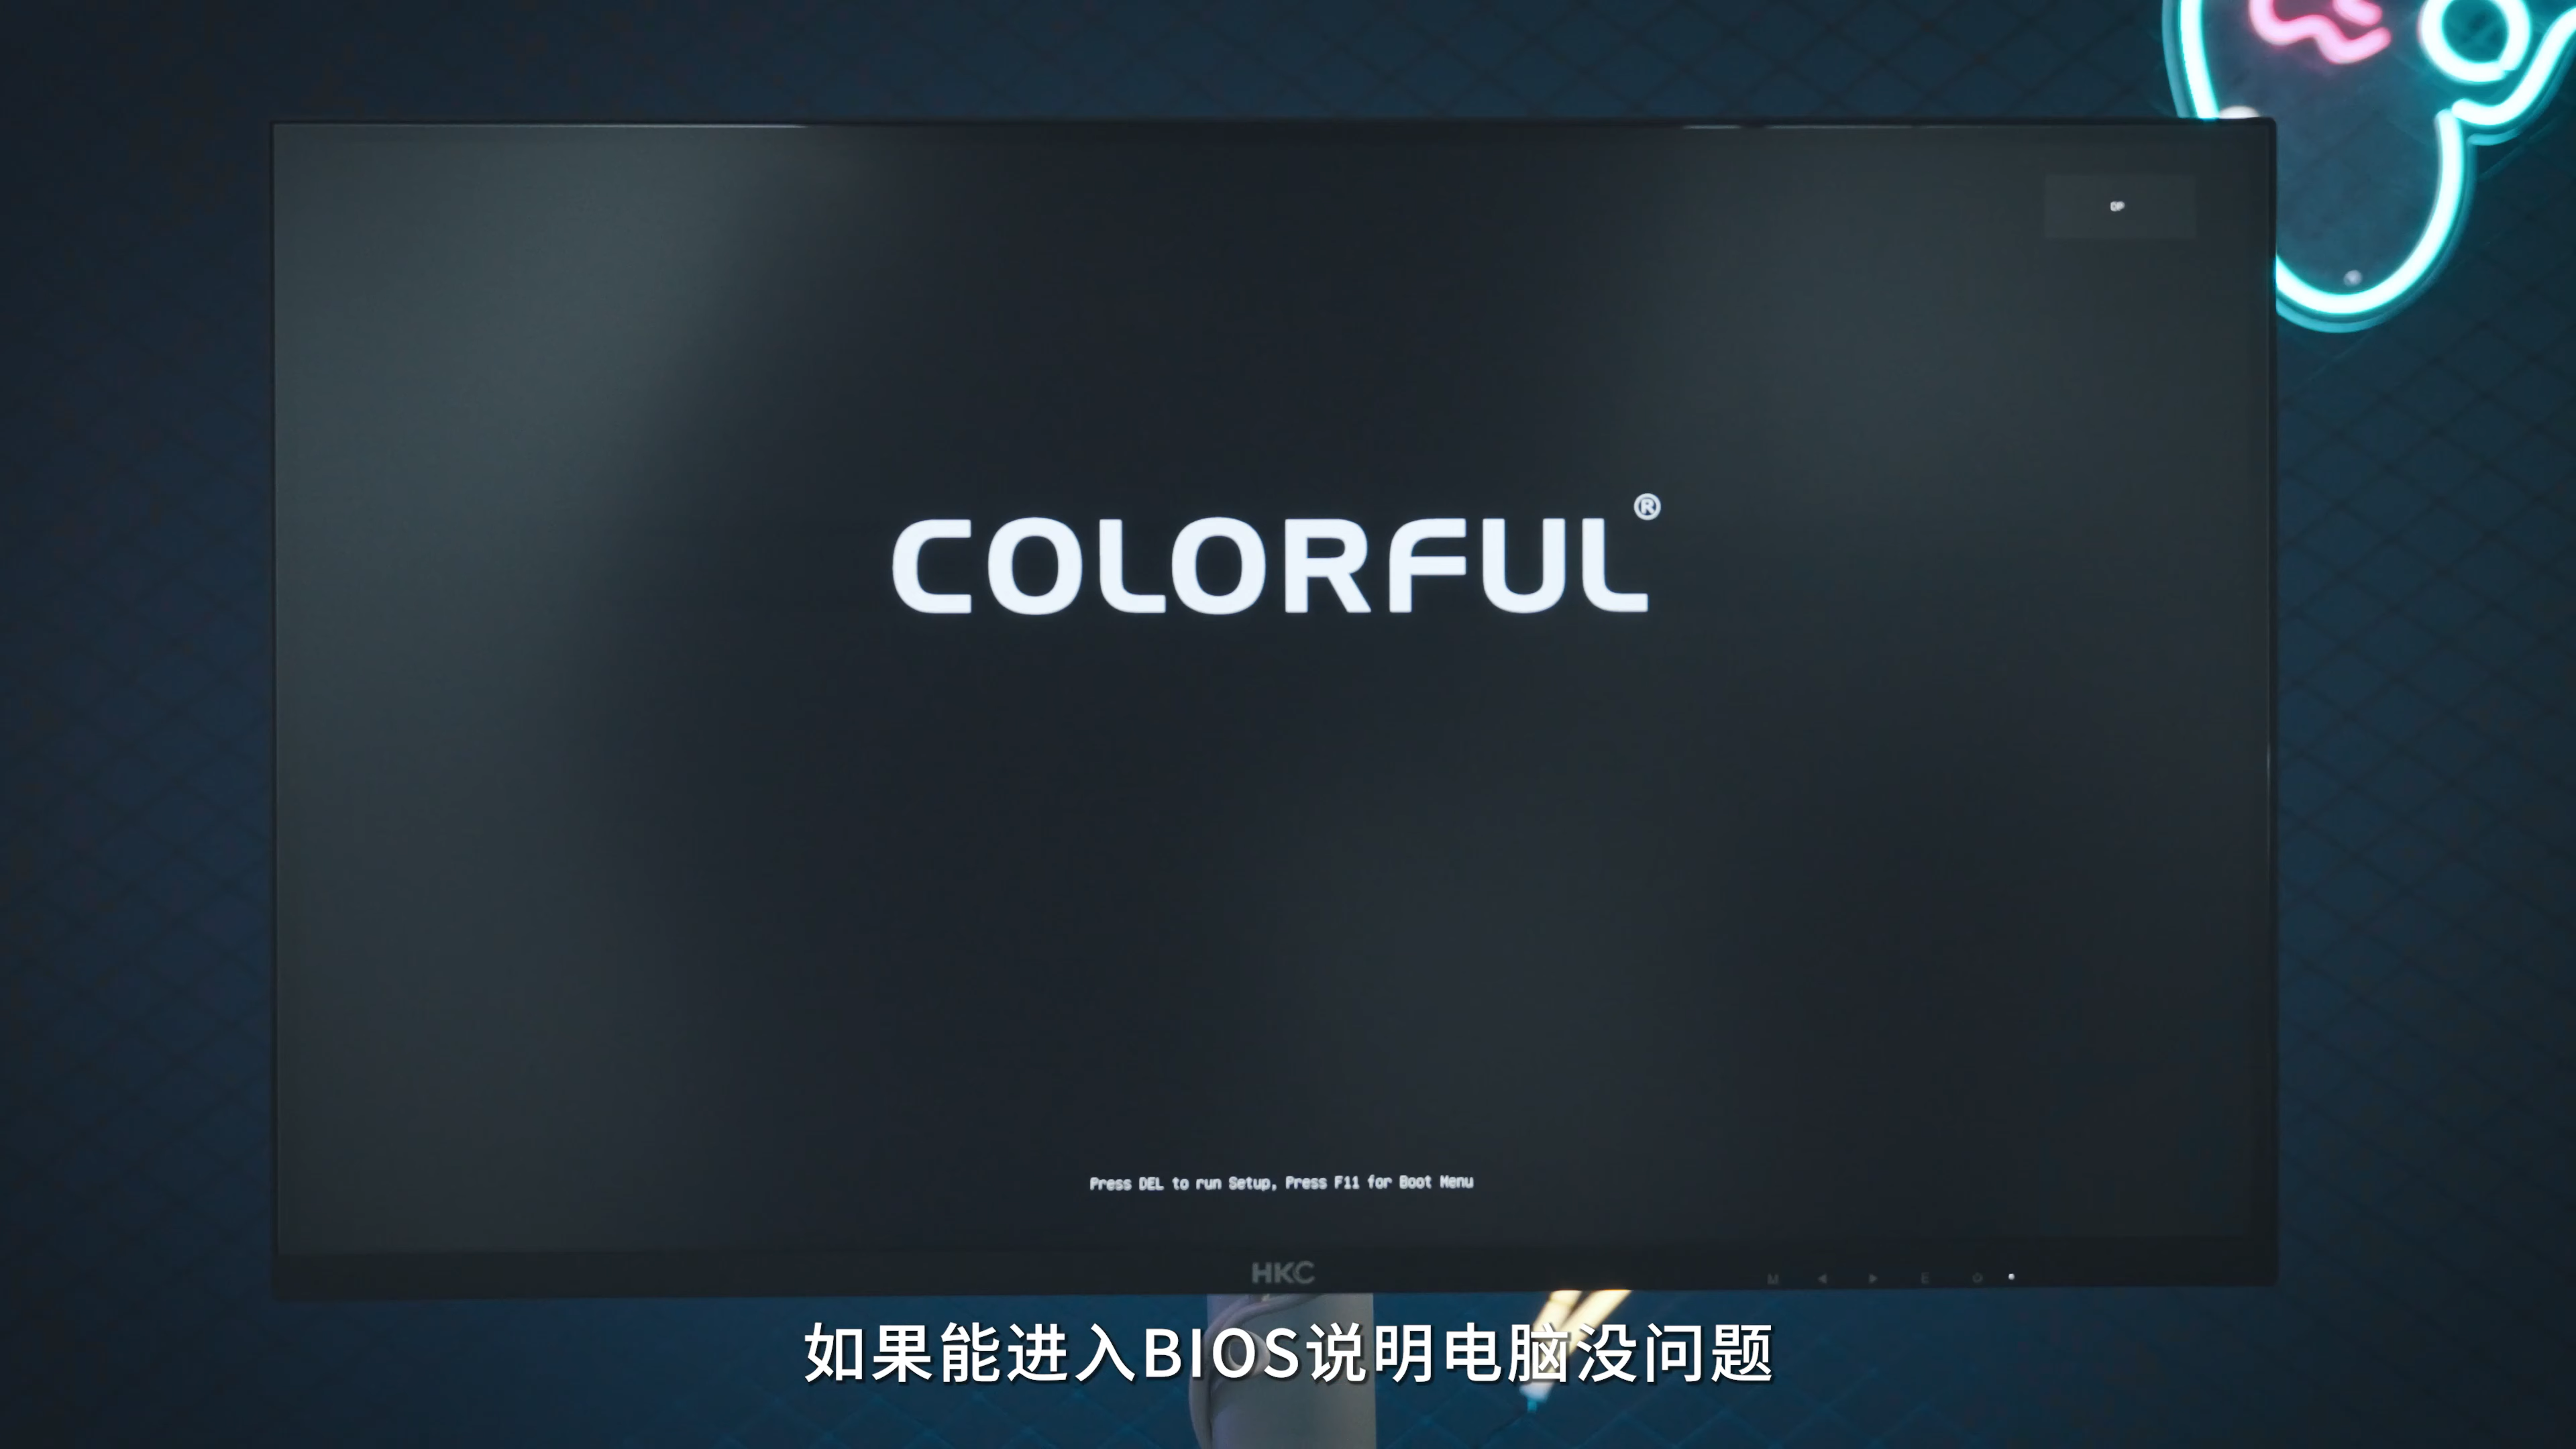 DP
COLORFUL®
Press DEL to run Setup, Press F11 for Boot Menu
HKC
M ◀ ▶ E
如果能进入BIOS说明电脑没问题